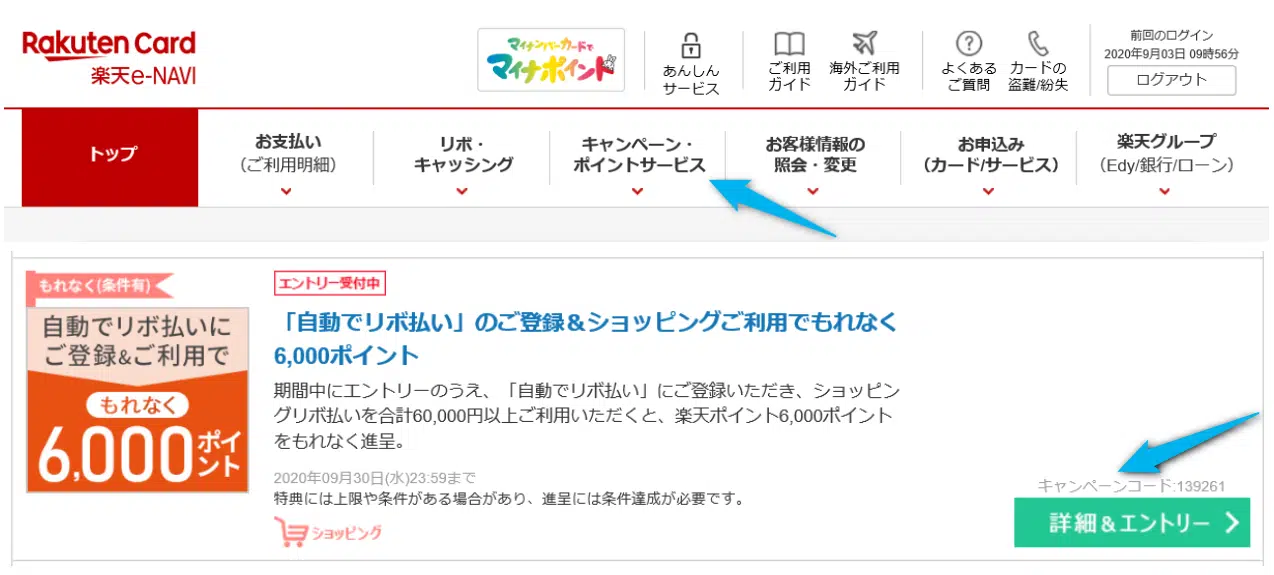 Rakuten Card
楽天e-NAVI
マイナンバーカードで
マイナポイント
あんしん
サービス
ご利用
ガイド
海外ご利用
ガイド
よくある
ご質問
カードの
盗難/紛失
前回のログイン
2020年9月03日 09時56分
ログアウト
トップ
お支払い
(ご利用明細)
リボ・
キャッシング
キャンペーン・
ポイントサービス
お客様情報の
照会・変更
お申込み
(カード/サービス)
楽天グループ
(Edy/銀行/ローン)
もれなく(条件有)
自動でリボ払いに
ご登録&ご利用で
もれなく
6,000ポイント
エントリー受付中
「自動でリボ払い」のご登録&ショッピングご利用でもれなく
6,000ポイント
期間中にエントリーのうえ、「自動でリボ払い」にご登録いただき、ショッピン
グリボ払いを合計60,000円以上ご利用いただくと、楽天ポイント6,000ポイント
をもれなく進呈。
2020年09月30日(水)23:59まで
特典には上限や条件がある場合があり、進呈には条件達成が必要です。
ショッピング
キャンペーンコード:139261
詳細&エントリー